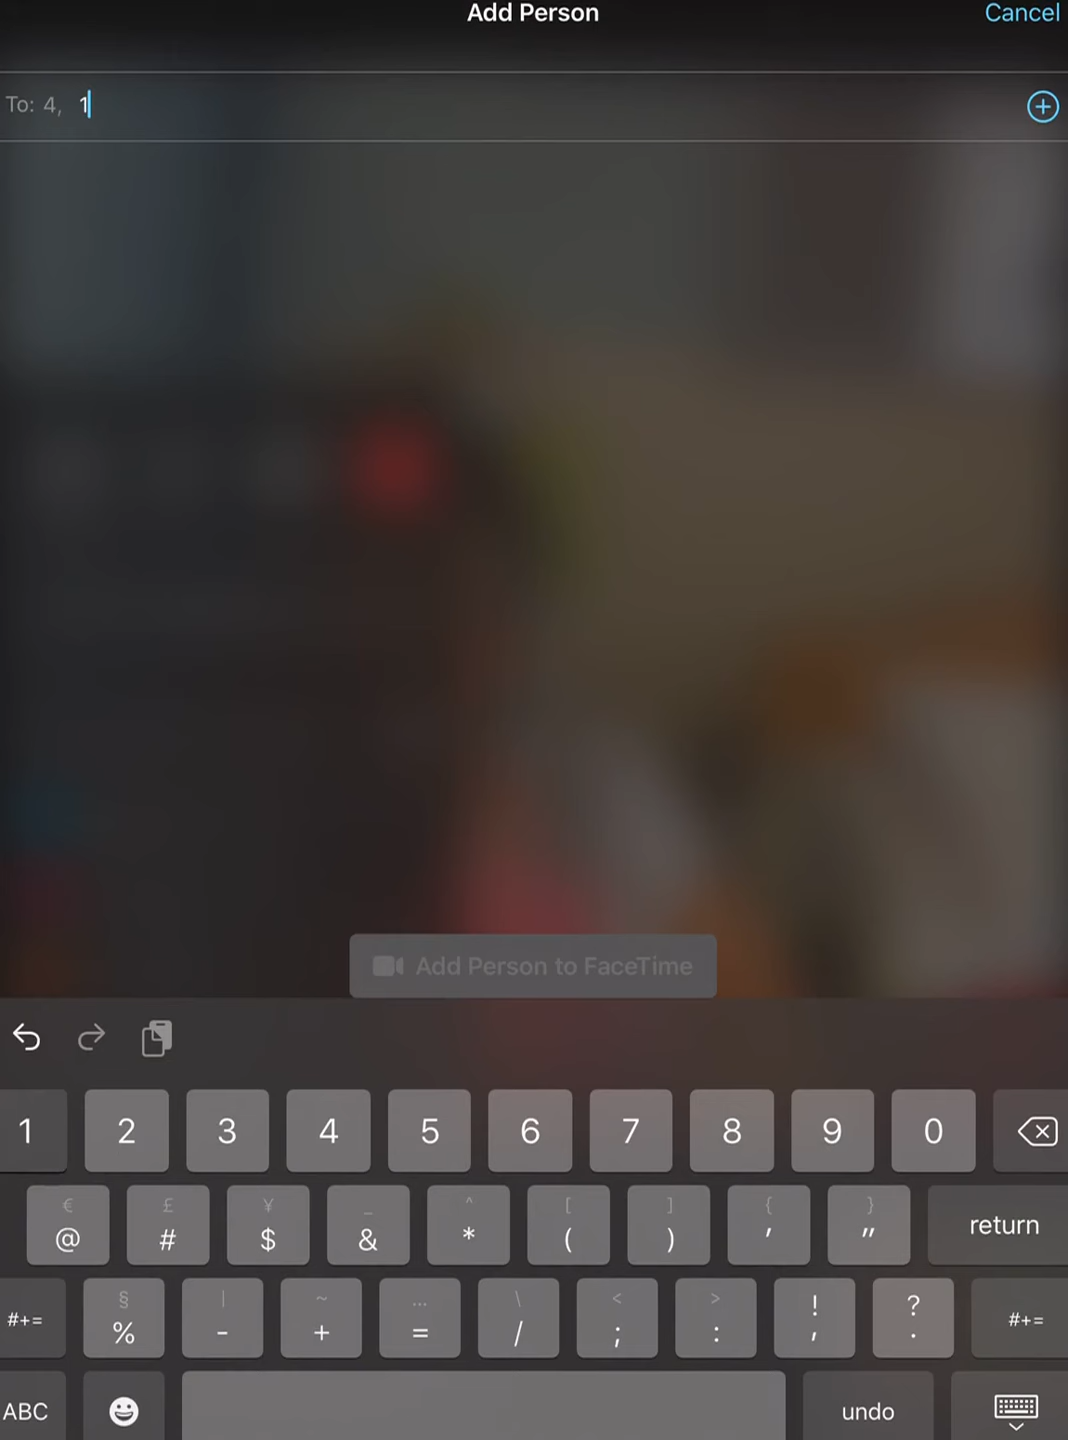 Add Person
Cancel
To: 4, 1
Add Person to FaceTime
1 2 3 4 5 6 7 8 9 0
€ £ ¥ _ ^ [ ] { }
@ # $ & * ( ) ' " return
§ | ~ … \ < > ! ?
#+= % - + = / ; : , . #+=
ABC undo